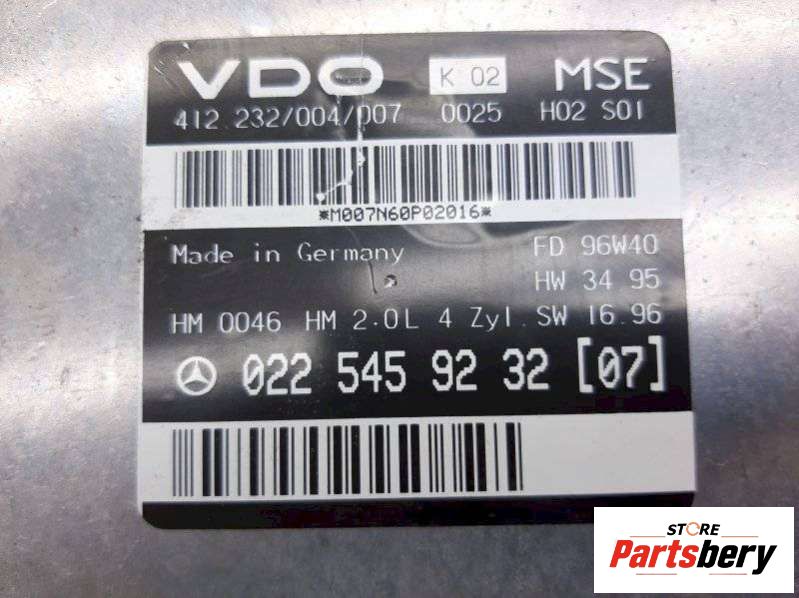 VDO K 02 MSE
412.232/004/007 0025 H02 S01
*M007N60P02016*
Made in Germany FD 96W40
HW 34 95
HM 0046 HM 2.0L 4 Zyl. SW 16.96
022 545 92 32 [07]
STORE
Partsbery